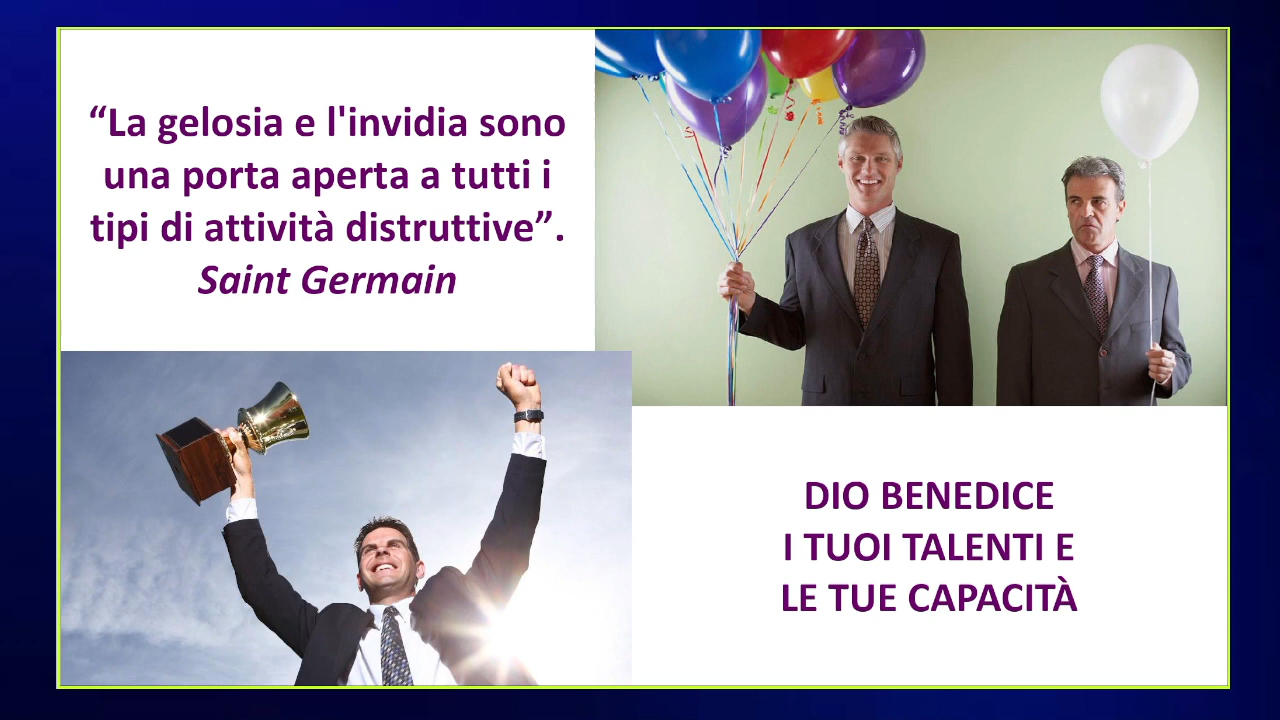 “La gelosia e l'invidia sono
una porta aperta a tutti i
tipi di attività distruttive”.
Saint Germain
DIO BENEDICE
I TUOI TALENTI E
LE TUE CAPACITÀ